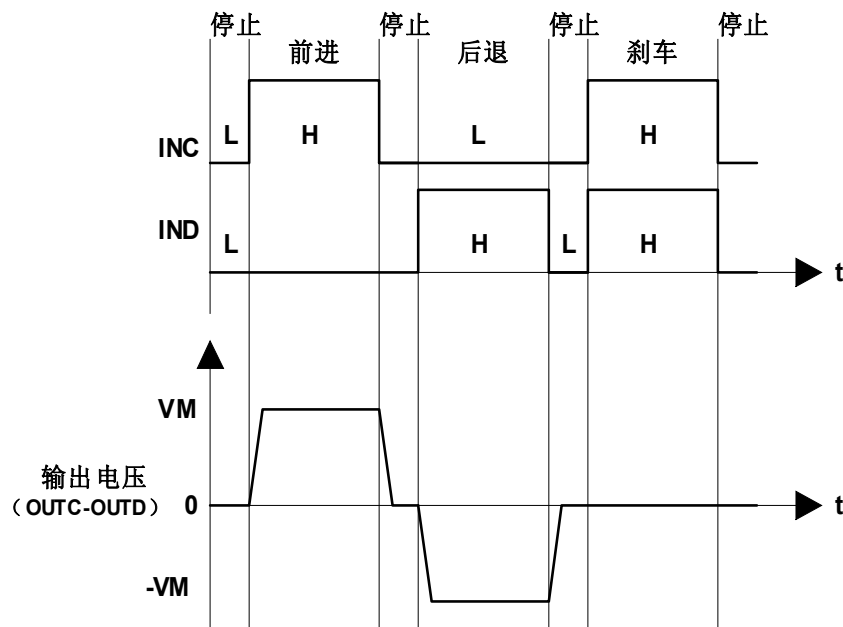 停止 停止 停止 停止
前进 后退 刹车
INC L H L H
IND L H L H
t
VM
输出电压
（OUTC-OUTD） 0 t
-VM